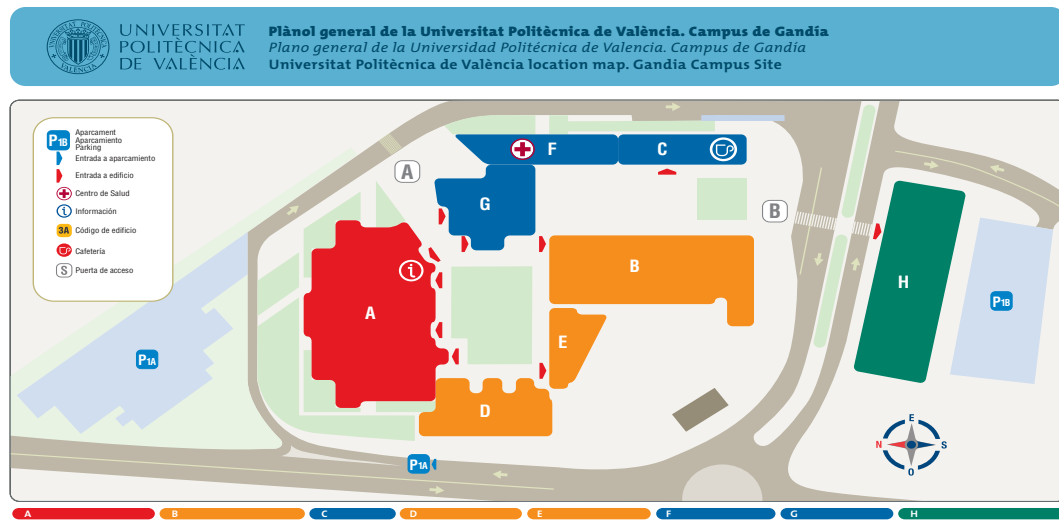 UNIVERSITAT
POLITÈCNICA
DE VALÈNCIA
Plànol general de la Universitat Politècnica de València. Campus de Gandia
Plano general de la Universidad Politécnica de Valencia. Campus de Gandía
Universitat Politècnica de València location map. Gandia Campus Site
P1B
Aparcament
Aparcamiento
Parking
Entrada a aparcamiento
Entrada a edificio
Centro de Salud
i Información
3A Código de edificio
Cafetería
S Puerta de acceso
A
F
C
G
B
B
H
A
i
E
D
P1A
P1B
P1A
E
N
S
O
A
B
C
D
E
F
G
H